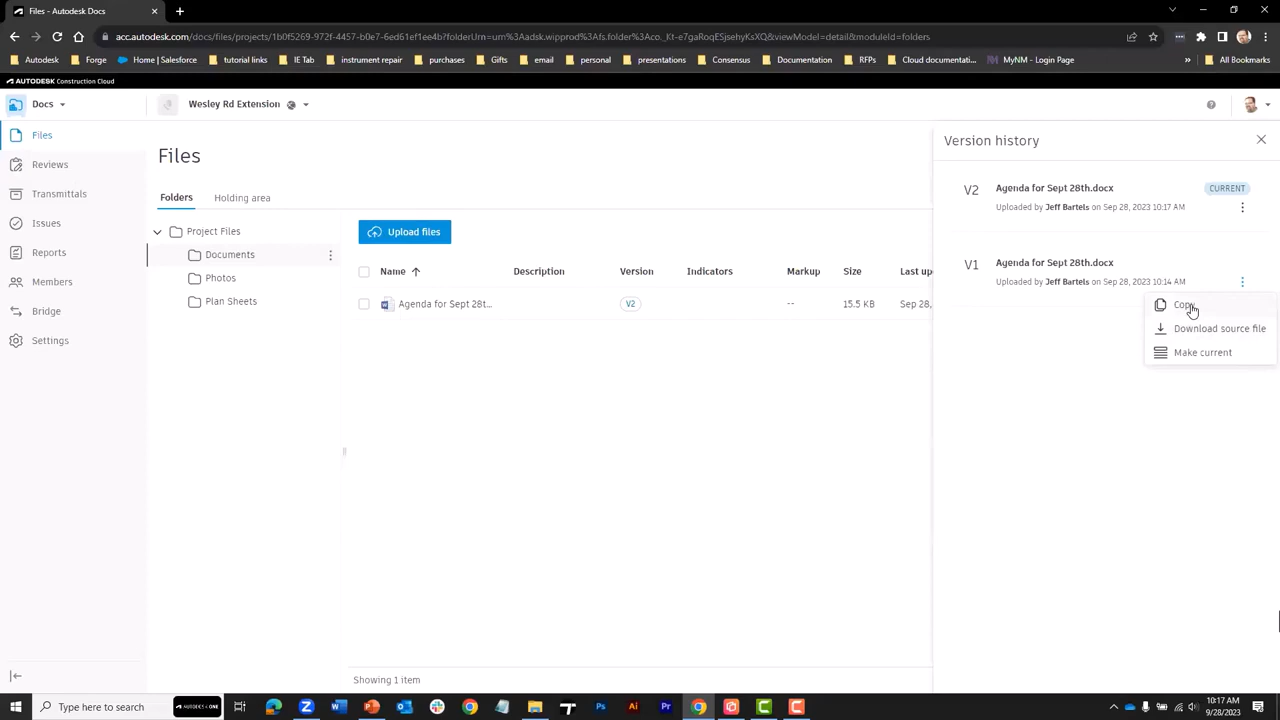 Files - Autodesk Docs
acc.autodesk.com/docs/files/projects/1b0f5269-f972-4457-b0e7-6ed61ef1ee4b?folderUrn=urn%3Aadsk.wipprod%3Afs.folder%3Aco._Kt-e7gaRoqESjsehyKsXQ&viewModel=detail&moduleId=folders
Autodesk
Forge
Home | Salesforce
tutorial links
IE Tab
instrument repair
purchases
Gifts
email
personal
presentations
Consensus
Documentation
RFPs
Cloud documentatio...
MyNM - Login Page
»
All Bookmarks
AUTODESK Construction Cloud
Docs
Wesley Rd Extension
Files
Reviews
Transmittals
Issues
Reports
Members
Bridge
Settings
Files
Folders
Holding area
Project Files
Documents
Photos
Plan Sheets
Upload files
Name
Description
Version
Indicators
Markup
Size
Last up
Agenda for Sept 28t...
V2
--
15.5 KB
Sep 28,
Showing 1 item
Version history
V2
Agenda for Sept 28th.docx
CURRENT
Uploaded by Jeff Bartels on Sep 28, 2023 10:17 AM
V1
Agenda for Sept 28th.docx
Uploaded by Jeff Bartels on Sep 28, 2023 10:14 AM
Copy
Download source file
Make current
Type here to search
AUTODESK ONE
10:17 AM
9/28/2023